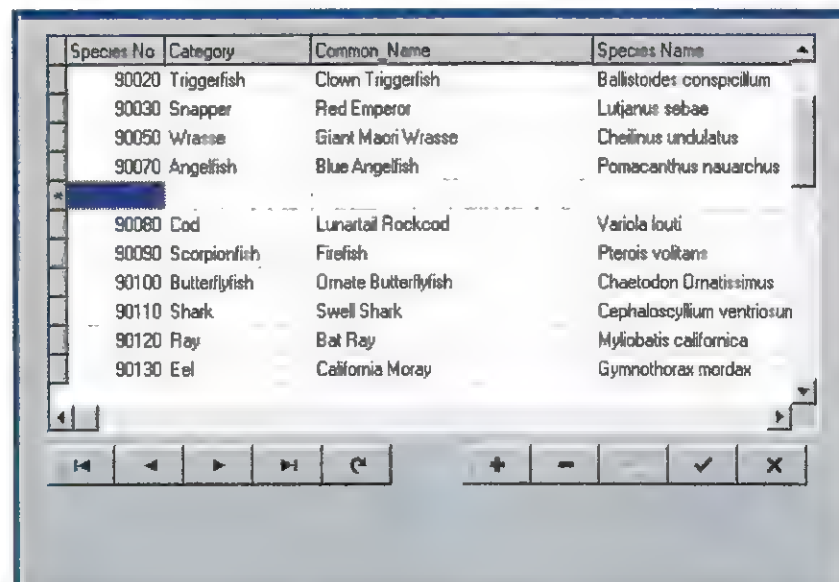 Species No Category Common_Name Species Name
90020 Triggerfish Clown Triggerfish Ballistoides conspicillum
90030 Snapper Red Emperor Lutjanus sebae
90050 Wrasse Giant Maori Wrasse Cheilinus undulatus
90070 Angelfish Blue Angelfish Pomacanthus nauarchus
*
90080 Cod Lunartail Rockcod Variola louti
90090 Scorpionfish Firefish Pterois volitans
90100 Butterflyfish Ornate Butterflyfish Chaetodon Ornatissimus
90110 Shark Swell Shark Cephaloscyllium ventriosun
90120 Ray Bat Ray Myliobatis californica
90130 Eel California Moray Gymnothorax mordax